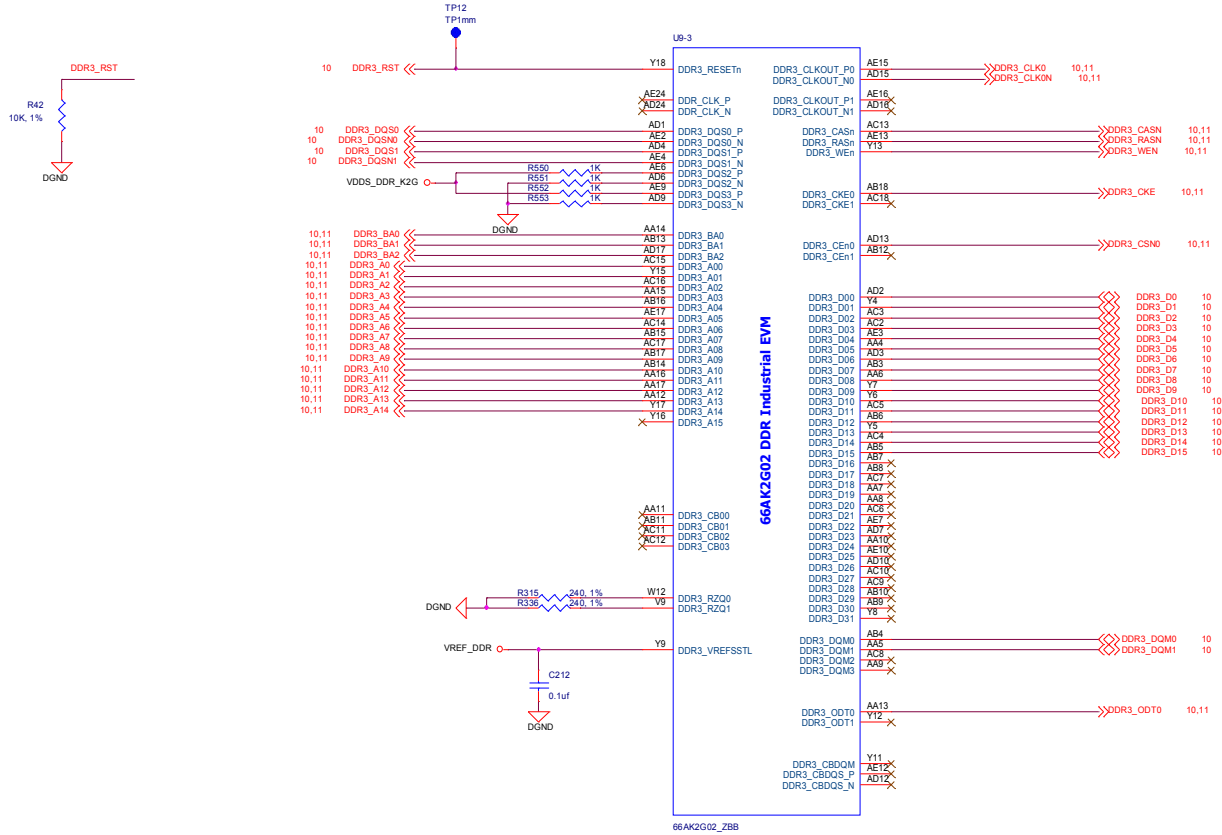 TP12
TP1mm
U9-3
DDR3_RST
R42
10K, 1%
DGND
10 DDR3_RST Y18 DDR3_RESETn
AE24 DDR_CLK_P
AD24 DDR_CLK_N
10 DDR3_DQS0 AD1 DDR3_DQS0_P
10 DDR3_DQSN0 AE2 DDR3_DQS0_N
10 DDR3_DQS1 AD4 DDR3_DQS1_P
10 DDR3_DQSN1 AE4 DDR3_DQS1_N
R550 1K AE6 DDR3_DQS2_P
VDDS_DDR_K2G R551 1K AD6 DDR3_DQS2_N
R552 1K AE9 DDR3_DQS3_P
R553 1K AD9 DDR3_DQS3_N
DGND
10,11 DDR3_BA0 AA14 DDR3_BA0
10,11 DDR3_BA1 AB13 DDR3_BA1
10,11 DDR3_BA2 AD17 DDR3_BA2
10,11 DDR3_A0 AC15 DDR3_A00
10,11 DDR3_A1 Y15 DDR3_A01
10,11 DDR3_A2 AC16 DDR3_A02
10,11 DDR3_A3 AA15 DDR3_A03
10,11 DDR3_A4 AB16 DDR3_A04
10,11 DDR3_A5 AE17 DDR3_A05
10,11 DDR3_A6 AC14 DDR3_A06
10,11 DDR3_A7 AB15 DDR3_A07
10,11 DDR3_A8 AC17 DDR3_A08
10,11 DDR3_A9 AB17 DDR3_A09
10,11 DDR3_A10 AB14 DDR3_A10
10,11 DDR3_A11 AA16 DDR3_A11
10,11 DDR3_A12 AA17 DDR3_A12
10,11 DDR3_A13 AA12 DDR3_A13
10,11 DDR3_A14 Y17 DDR3_A14
Y16 DDR3_A15
AA11 DDR3_CB00
AB11 DDR3_CB01
AC11 DDR3_CB02
AC12 DDR3_CB03
R315 240, 1% W12 DDR3_RZQ0
DGND R336 240, 1% V9 DDR3_RZQ1
VREF_DDR Y9 DDR3_VREFSSTL
C212
0.1uf
DGND
66AK2G02 DDR Industrial EVM
DDR3_CLKOUT_P0 AE15 DDR3_CLK0 10,11
DDR3_CLKOUT_N0 AD15 DDR3_CLK0N 10,11
DDR3_CLKOUT_P1 AE16
DDR3_CLKOUT_N1 AD16
DDR3_CASn AC13 DDR3_CASN 10,11
DDR3_RASn AE13 DDR3_RASN 10,11
DDR3_WEn Y13 DDR3_WEN 10,11
DDR3_CKE0 AB18 DDR3_CKE 10,11
DDR3_CKE1 AC18
DDR3_CEn0 AD13 DDR3_CSN0 10,11
DDR3_CEn1 AB12
DDR3_D00 AD2 DDR3_D0 10
DDR3_D01 Y4 DDR3_D1 10
DDR3_D02 AC3 DDR3_D2 10
DDR3_D03 AC2 DDR3_D3 10
DDR3_D04 AE3 DDR3_D4 10
DDR3_D05 AA4 DDR3_D5 10
DDR3_D06 AD3 DDR3_D6 10
DDR3_D07 AB3 DDR3_D7 10
DDR3_D08 AA6 DDR3_D8 10
DDR3_D09 Y7 DDR3_D9 10
DDR3_D10 Y6 DDR3_D10 10
DDR3_D11 AC5 DDR3_D11 10
DDR3_D12 AB6 DDR3_D12 10
DDR3_D13 Y5 DDR3_D13 10
DDR3_D14 AC4 DDR3_D14 10
DDR3_D15 AB5 DDR3_D15 10
DDR3_D16 AB7
DDR3_D17 AB8
DDR3_D18 AC7
DDR3_D19 AA7
DDR3_D20 AA8
DDR3_D21 AC6
DDR3_D22 AE7
DDR3_D23 AD7
DDR3_D24 AA10
DDR3_D25 AE10
DDR3_D26 AD10
DDR3_D27 AC10
DDR3_D28 AC9
DDR3_D29 AB10
DDR3_D30 AB9
DDR3_D31 Y8
DDR3_DQM0 AB4 DDR3_DQM0 10
DDR3_DQM1 AA5 DDR3_DQM1 10
DDR3_DQM2 AC8
DDR3_DQM3 AA9
DDR3_ODT0 AA13 DDR3_ODT0 10,11
DDR3_ODT1 Y12
DDR3_CBDQM Y11
DDR3_CBDQS_P AE12
DDR3_CBDQS_N AD12
66AK2G02_ZBB